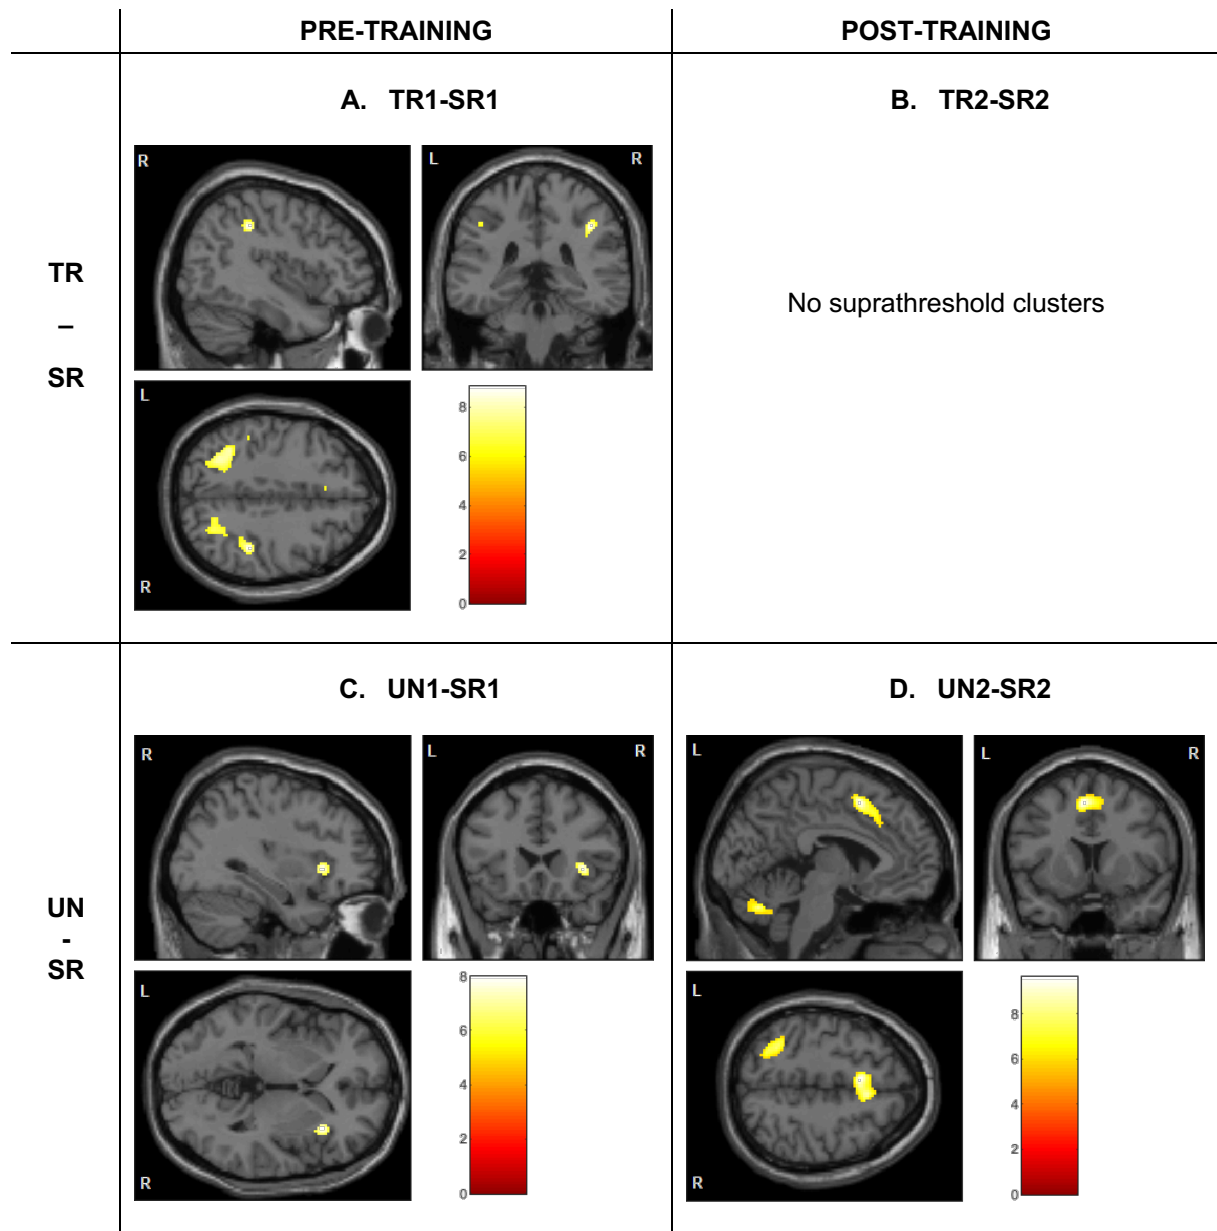 PRE-TRAINING POST-TRAINING
TR
–
SR
A. TR1-SR1
R
L R
L
R
8
6
4
2
0
B. TR2-SR2
No suprathreshold clusters
UN
-
SR
C. UN1-SR1
R
L R
L
R
8
6
4
2
0
D. UN2-SR2
L
L R
L
R
8
6
4
2
0